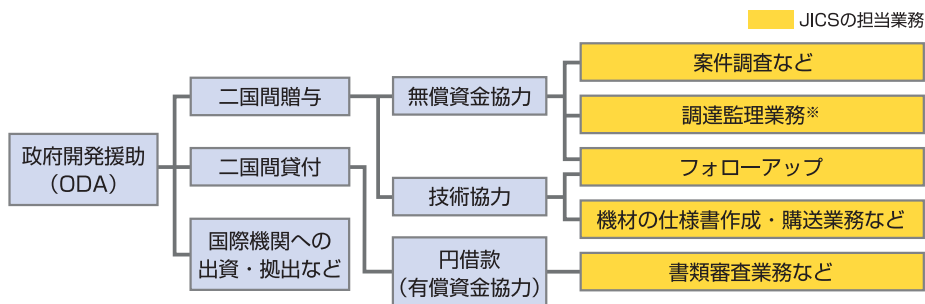 JICSの担当業務
政府開発援助
(ODA)
二国間贈与
二国間貸付
国際機関への
出資・拠出など
無償資金協力
技術協力
円借款
(有償資金協力)
案件調査など
調達監理業務※
フォローアップ
機材の仕様書作成・購送業務など
書類審査業務など